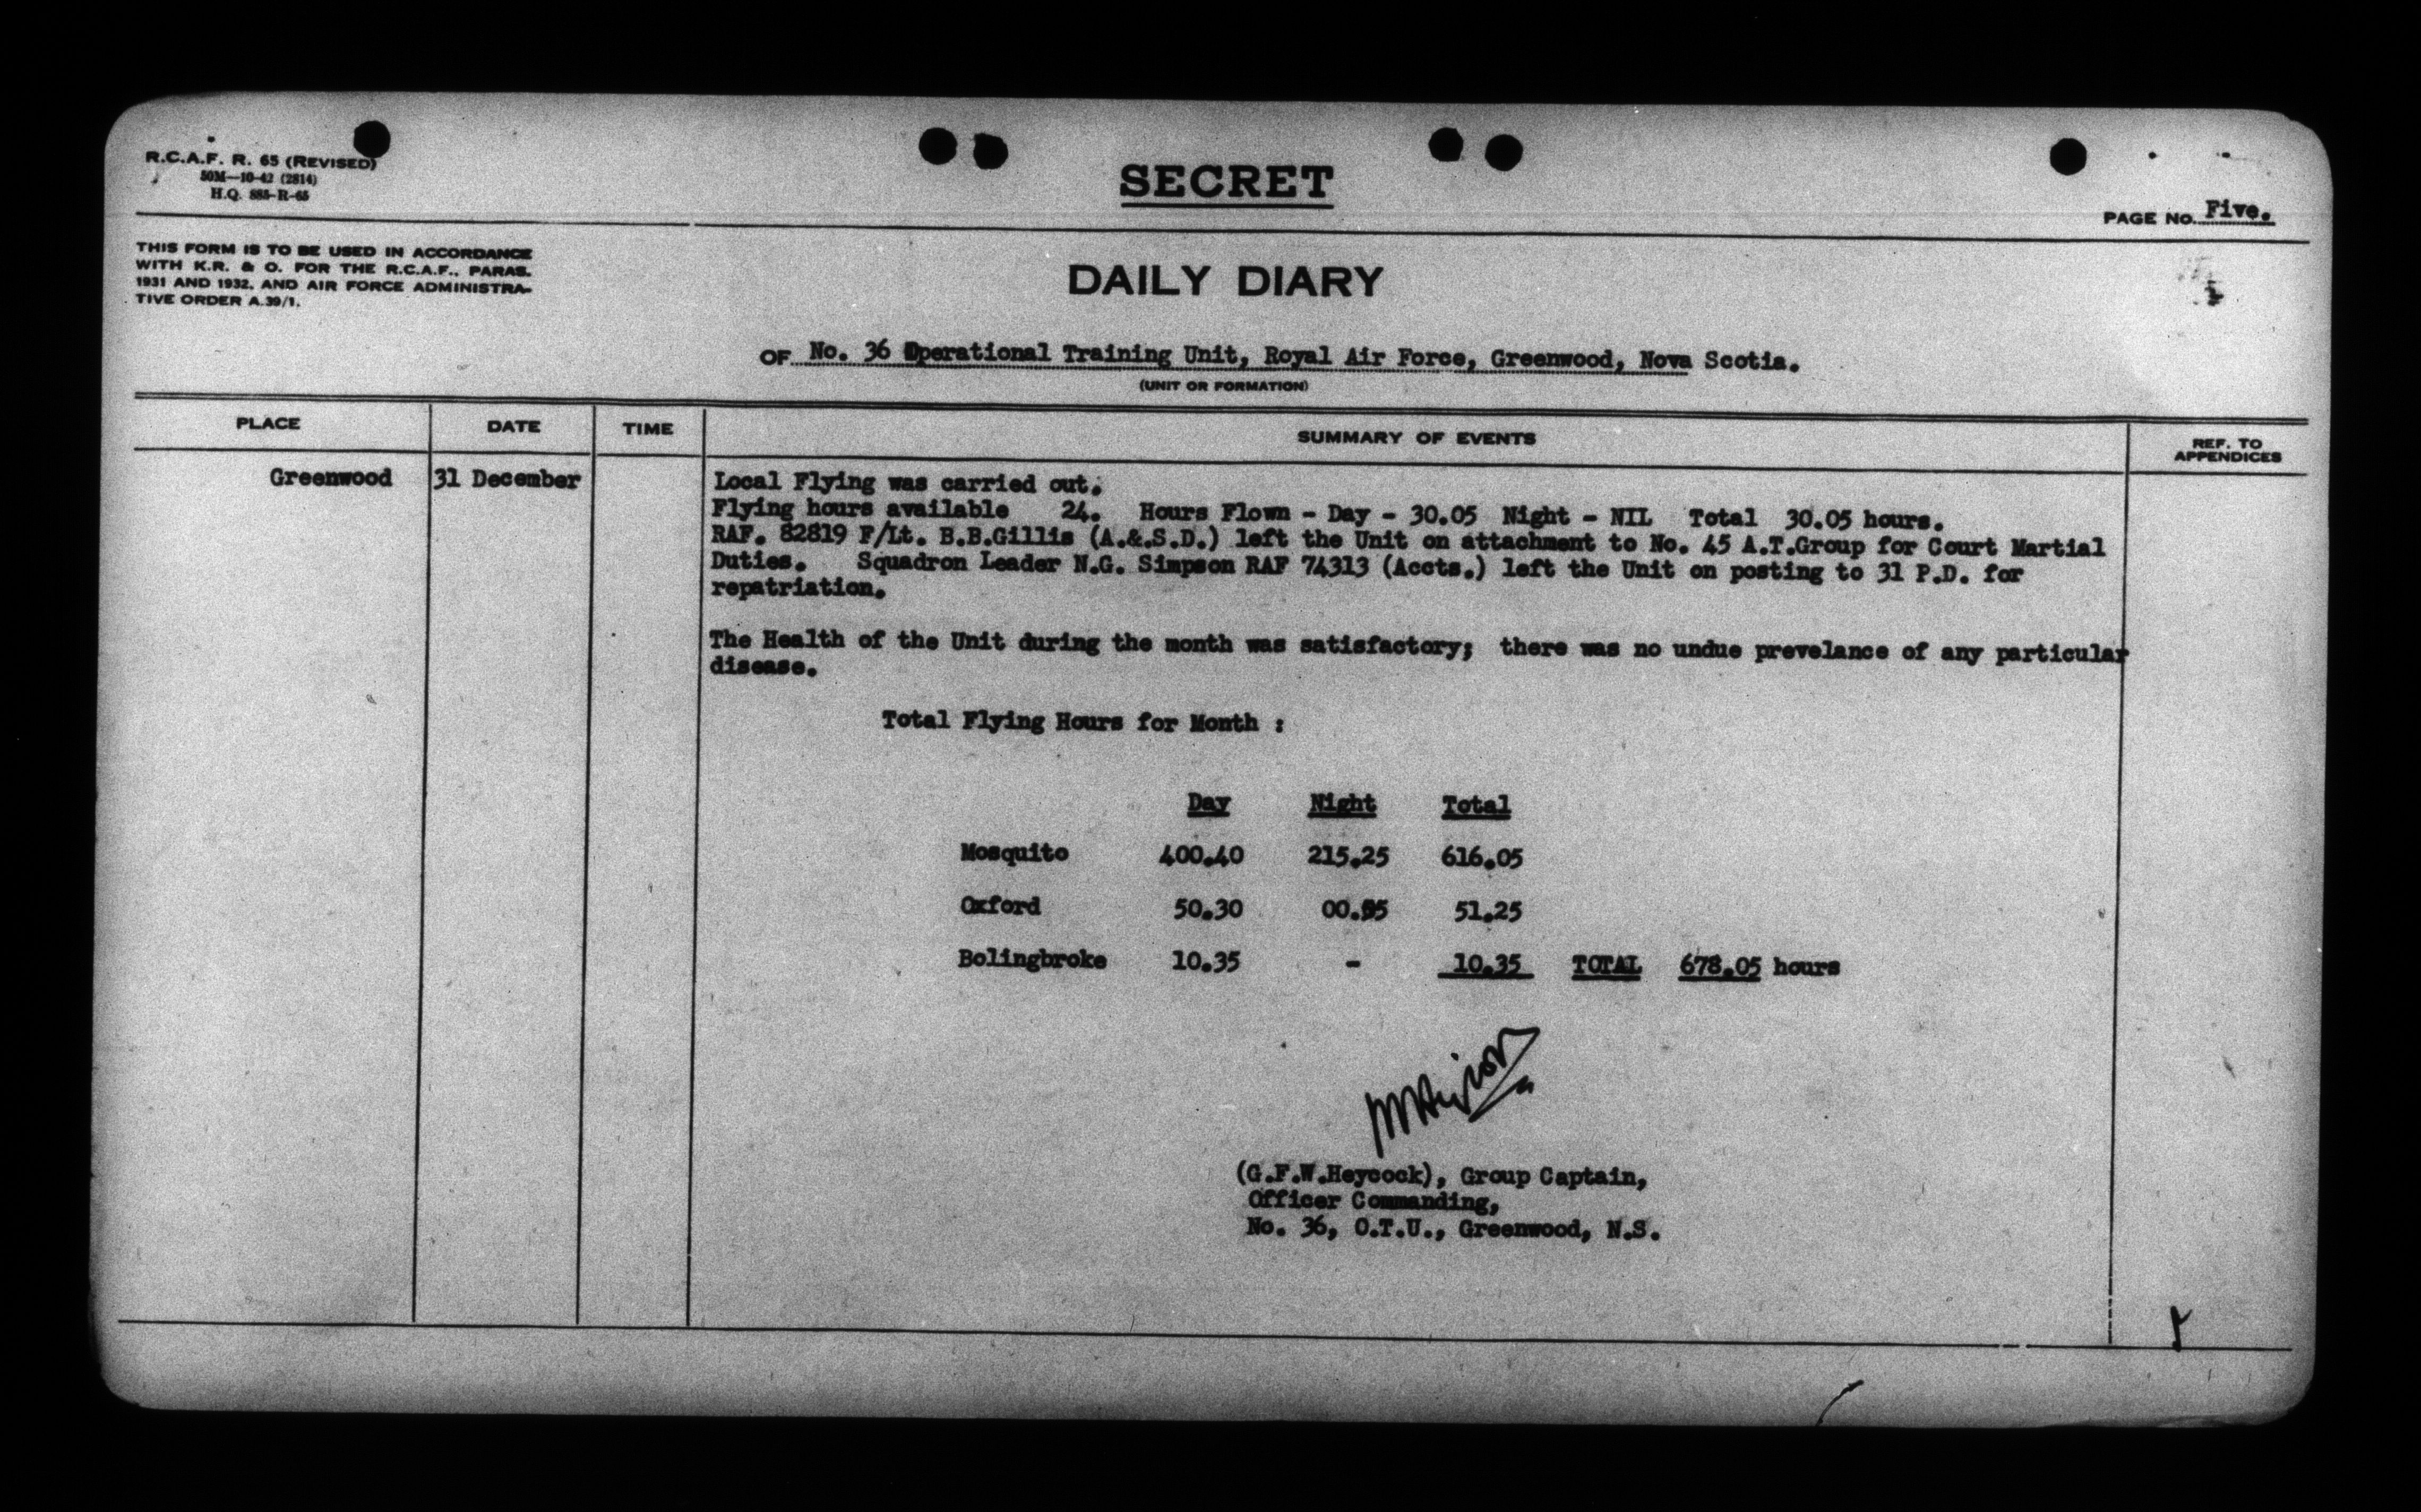 R.C.A.F. R. 65 (REVISED)
50M—10-42 (2814)
H.Q. 885-R-65
SECRET
PAGE NO. Five.
THIS FORM IS TO BE USED IN ACCORDANCE
WITH K.R. & O. FOR THE R.C.A.F., PARAS.
1931 AND 1932, AND AIR FORCE ADMINISTRA-
TIVE ORDER A.39/1.
DAILY DIARY
OF No. 36 Operational Training Unit, Royal Air Force, Greenwood, Nova Scotia.
(UNIT OR FORMATION)
PLACE DATE TIME SUMMARY OF EVENTS REF. TO APPENDICES
Greenwood 31 December Local Flying was carried out.
Flying hours available 24. Hours Flown - Day - 30.05 Night - NIL Total 30.05 hours.
RAF. 82819 F/Lt. B.B.Gillis (A.&.S.D.) left the Unit on attachment to No. 45 A.T.Group for Court Martial
Duties. Squadron Leader N.G. Simpson RAF 74313 (Accts.) left the Unit on posting to 31 P.D. for
repatriation.
The Health of the Unit during the month was satisfactory; there was no undue prevelance of any particular
disease.
Total Flying Hours for Month :
Day Night Total
Mosquito 400.40 215.25 616.05
Oxford 50.30 00.55 51.25
Bolingbroke 10.35 - 10.35 TOTAL 678.05 hours
(G.F.W.Heycock), Group Captain,
Officer Commanding,
No. 36, O.T.U., Greenwood, N.S.